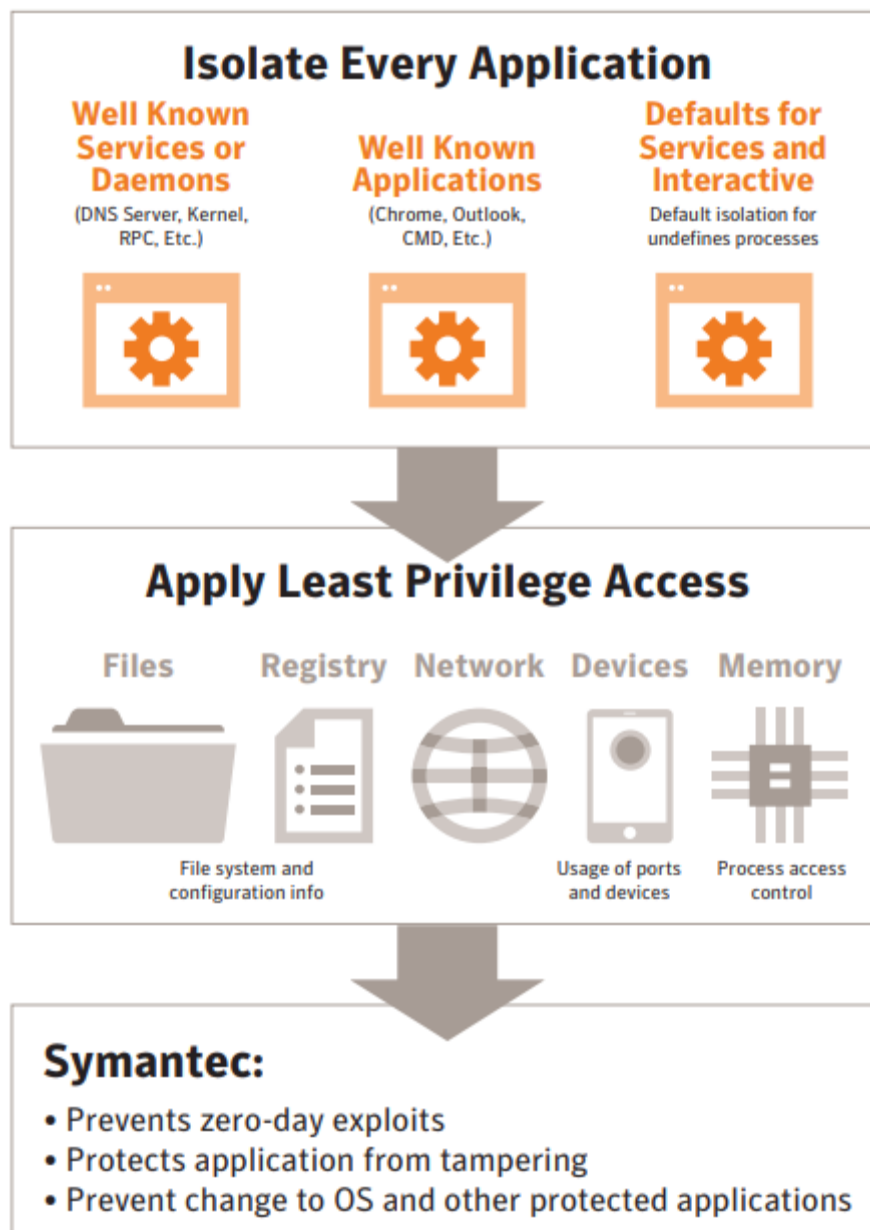 Isolate Every Application
Well Known
Services or
Daemons
(DNS Server, Kernel,
RPC, Etc.)
Well Known
Applications
(Chrome, Outlook,
CMD, Etc.)
Defaults for
Services and
Interactive
Default isolation for
undefines processes
Apply Least Privilege Access
Files
Registry
Network
Devices
Memory
File system and
configuration info
Usage of ports
and devices
Process access
control
Symantec:
• Prevents zero-day exploits
• Protects application from tampering
• Prevent change to OS and other protected applications